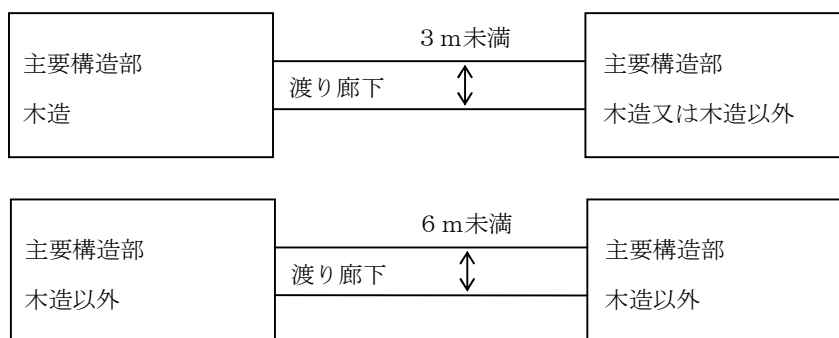 ３ｍ未満
主要構造部
木造
渡り廊下
主要構造部
木造又は木造以外
６ｍ未満
主要構造部
木造以外
渡り廊下
主要構造部
木造以外